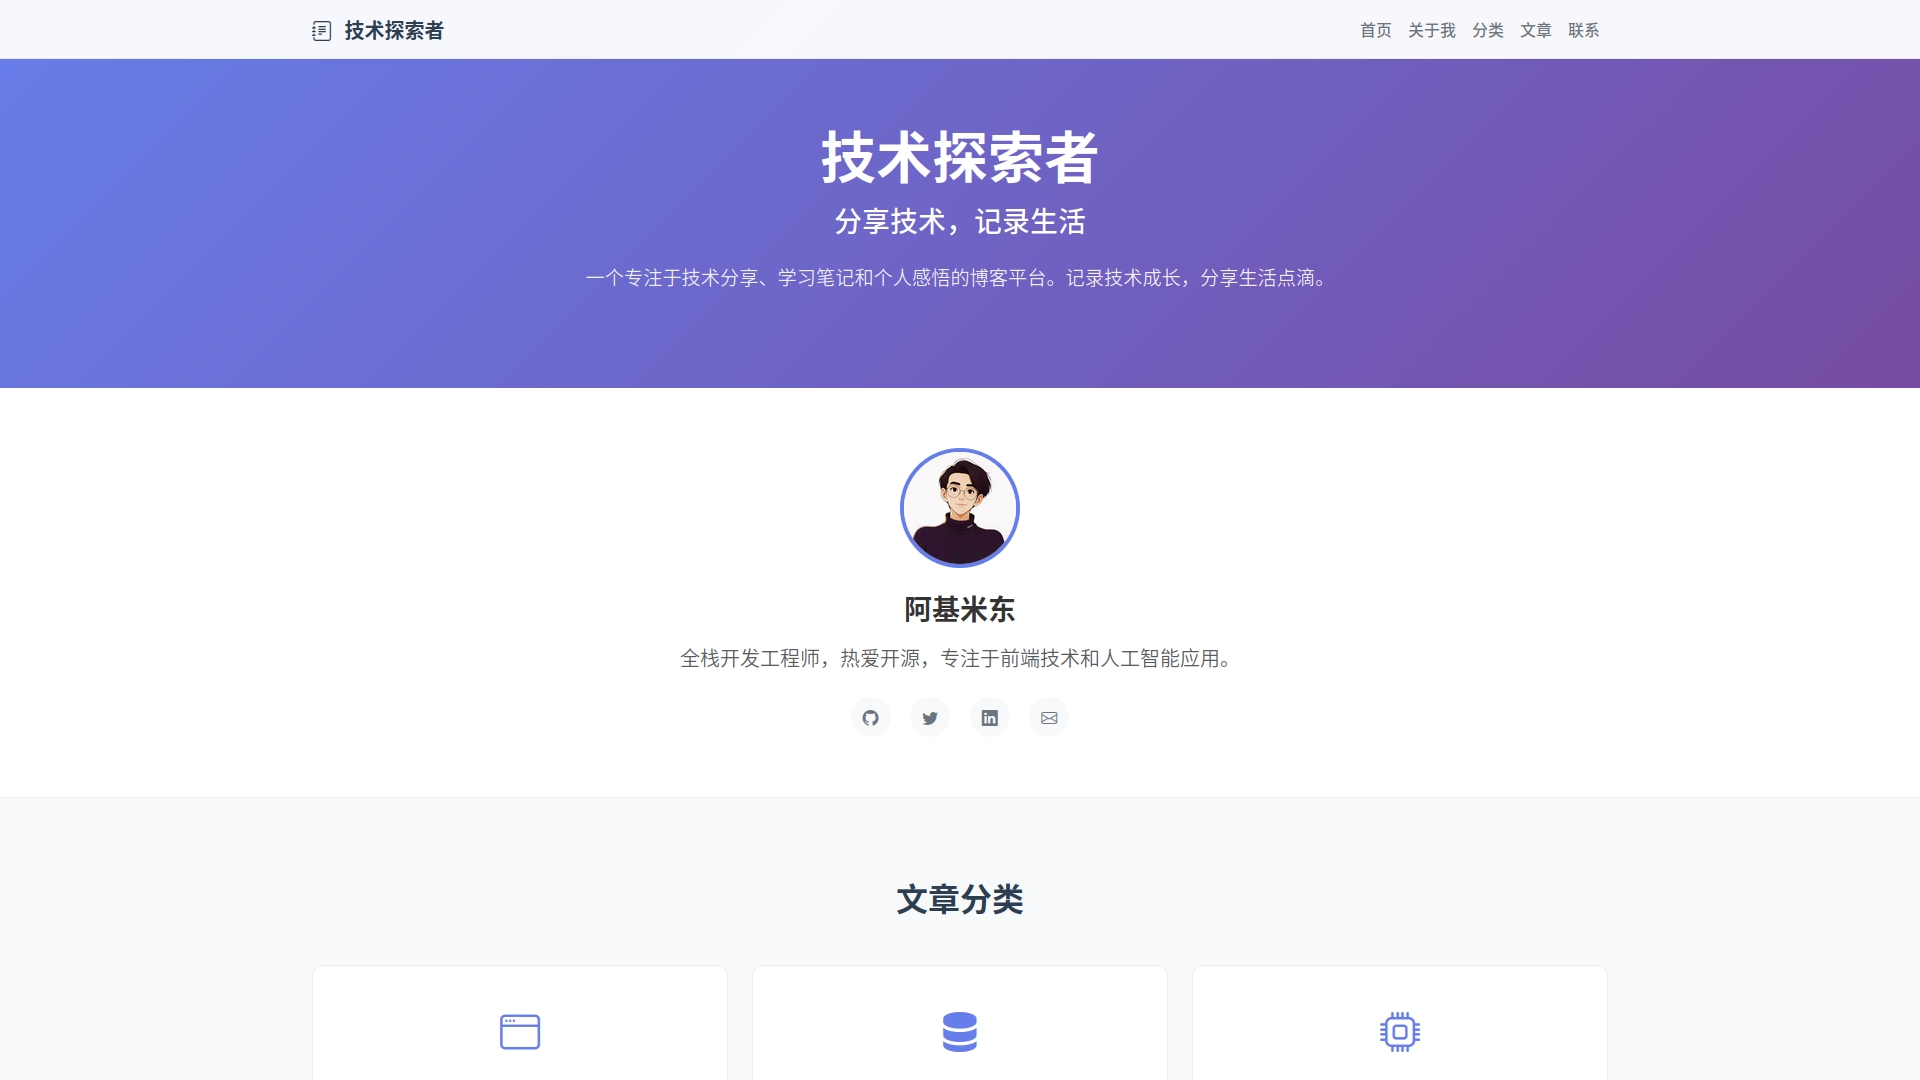 技术探索者
首页 关于我 分类 文章 联系
技术探索者
分享技术，记录生活
一个专注于技术分享、学习笔记和个人感悟的博客平台。记录技术成长，分享生活点滴。
阿基米东
全栈开发工程师，热爱开源，专注于前端技术和人工智能应用。
文章分类